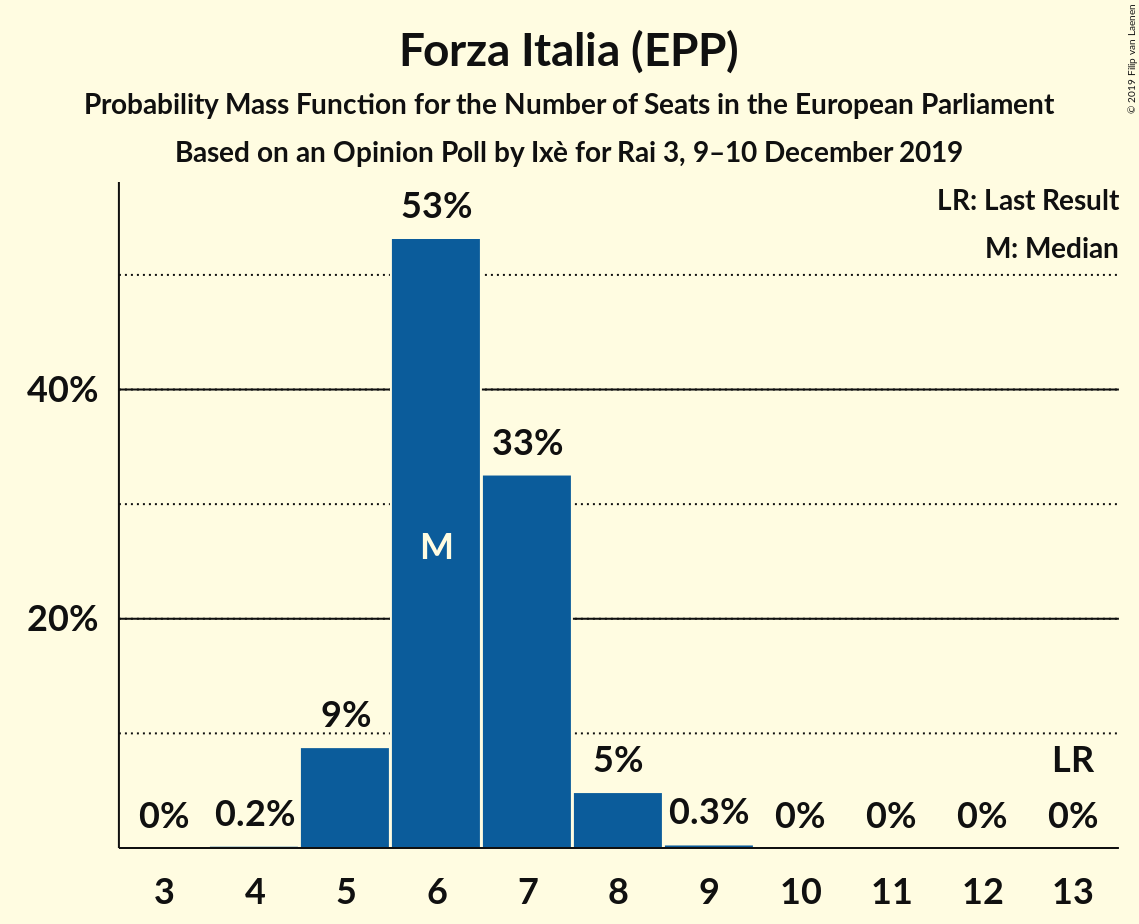 Forza Italia (EPP)
Probability Mass Function for the Number of Seats in the European Parliament
Based on an Opinion Poll by Ixè for Rai 3, 9–10 December 2019
© 2019 Filip van Laenen
LR: Last Result
M: Median
53%
40%
33%
M
20%
9%
5%
LR
0% 0.2% 0.3% 0% 0% 0% 0%
3 4 5 6 7 8 9 10 11 12 13